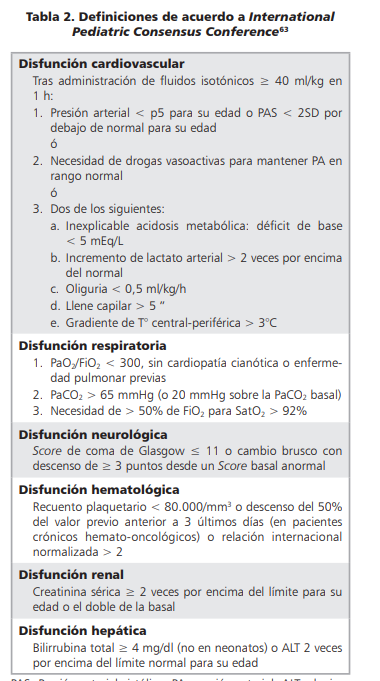 Tabla 2. Definiciones de acuerdo a International
Pediatric Consensus Conference⁶³
Disfunción cardiovascular
Tras administración de fluidos isotónicos ≥ 40 ml/kg en
1 h:
1. Presión arterial < p5 para su edad o PAS < 2SD por
debajo de normal para su edad
ó
2. Necesidad de drogas vasoactivas para mantener PA en
rango normal
ó
3. Dos de los siguientes:
a. Inexplicable acidosis metabólica: déficit de base
< 5 mEq/L
b. Incremento de lactato arterial > 2 veces por encima
del normal
c. Oliguria < 0,5 ml/kg/h
d. Llene capilar > 5 “
e. Gradiente de T° central-periférica > 3°C
Disfunción respiratoria
1. PaO₂/FiO₂ < 300, sin cardiopatía cianótica o enferme-
dad pulmonar previas
2. PaCO₂ > 65 mmHg (o 20 mmHg sobre la PaCO₂ basal)
3. Necesidad de > 50% de FiO₂ para SatO₂ > 92%
Disfunción neurológica
Score de coma de Glasgow ≤ 11 o cambio brusco con
descenso de ≥ 3 puntos desde un Score basal anormal
Disfunción hematológica
Recuento plaquetario < 80.000/mm³ o descenso del 50%
del valor previo anterior a 3 últimos días (en pacientes
crónicos hemato-oncológicos) o relación internacional
normalizada > 2
Disfunción renal
Creatinina sérica ≥ 2 veces por encima del límite para su
edad o el doble de la basal
Disfunción hepática
Bilirrubina total ≥ 4 mg/dl (no en neonatos) o ALT 2 veces
por encima del límite normal para su edad